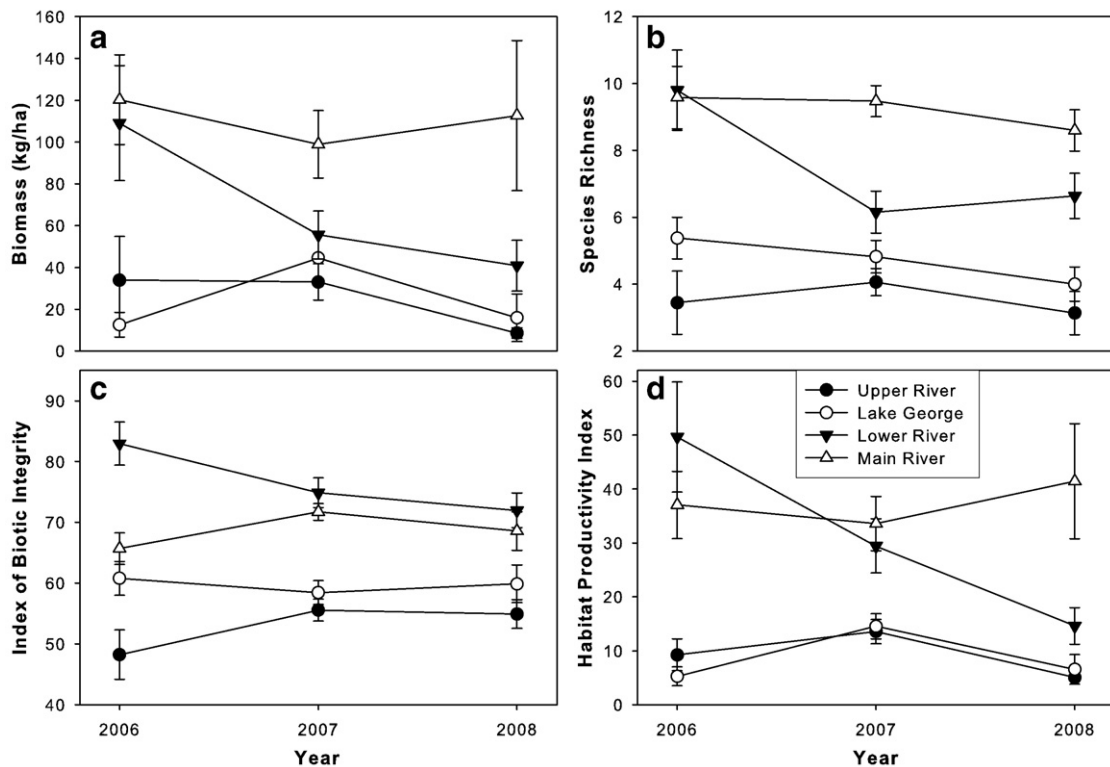 a
Biomass (kg/ha)
160
140
120
100
80
60
40
20
0
b
Species Richness
12
10
8
6
4
2
c
Index of Biotic Integrity
90
80
70
60
50
40
2006
2007
2008
Year
d
Habitat Productivity Index
60
50
40
30
20
10
0
Upper River
Lake George
Lower River
Main River
2006
2007
2008
Year